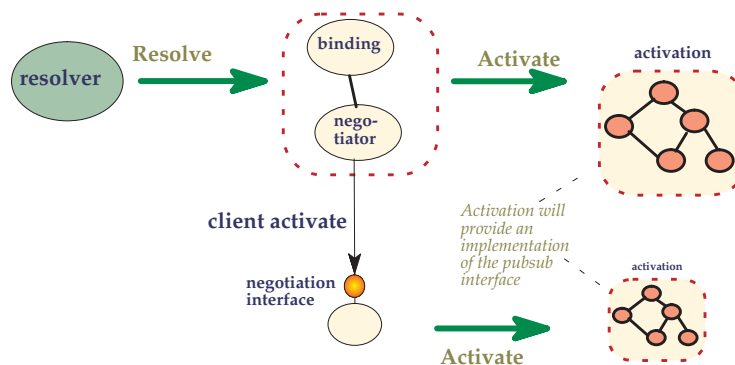 resolver
Resolve
binding
nego-
tiator
Activate
activation
client activate
Activation will
provide an
implementation
of the pubsub
interface
negotiation
interface
activation
Activate